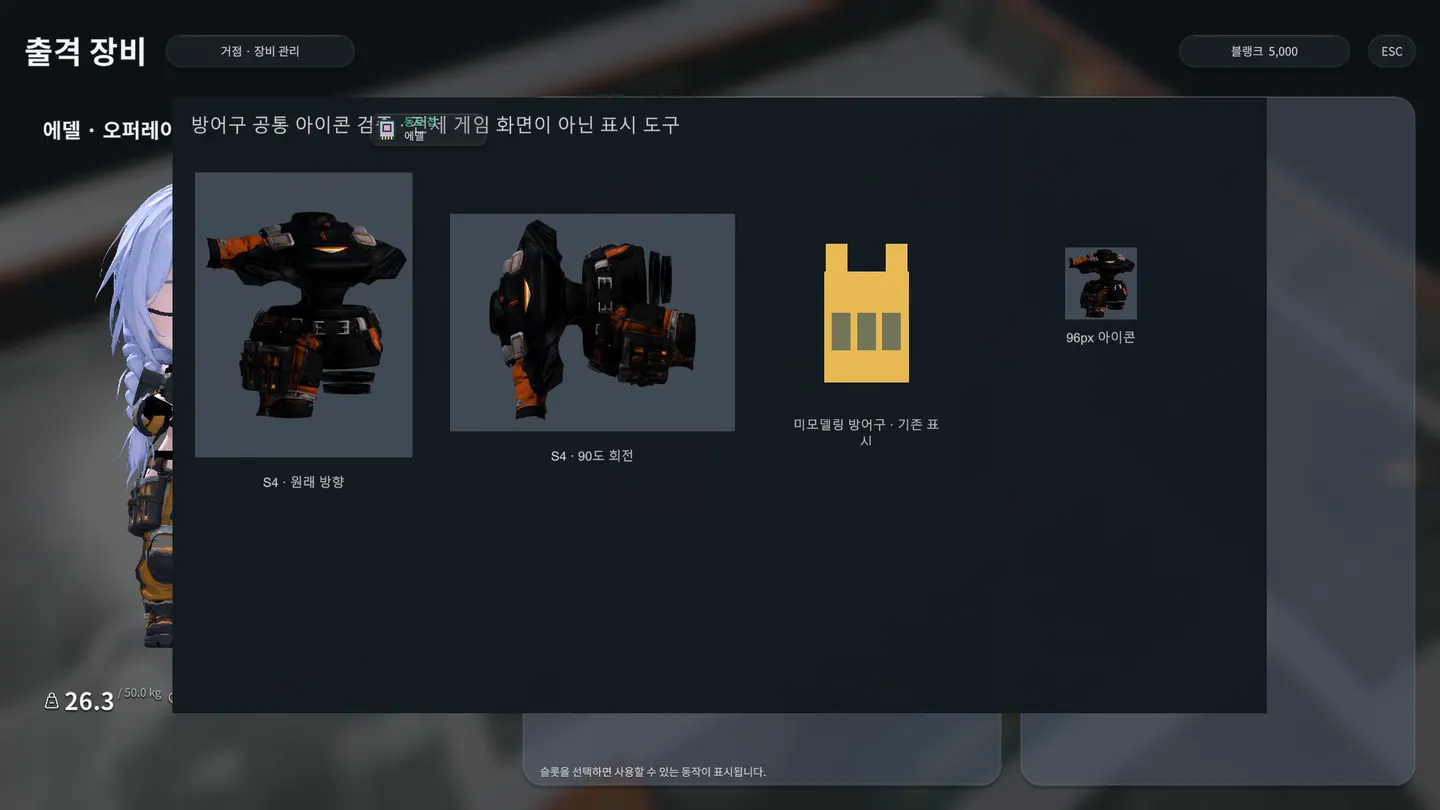 출격 장비
거점 · 장비 관리
블랭크 5,000
ESC
에델 · 오퍼레이
방어구 공통 아이콘 검증 · 전체 게임 화면이 아닌 표시 도구
에델
96px 아이콘
미모델링 방어구 · 기존 표
시
S4 · 90도 회전
S4 · 원래 방향
26.3 / 50.0 kg
슬롯을 선택하면 사용할 수 있는 동작이 표시됩니다.